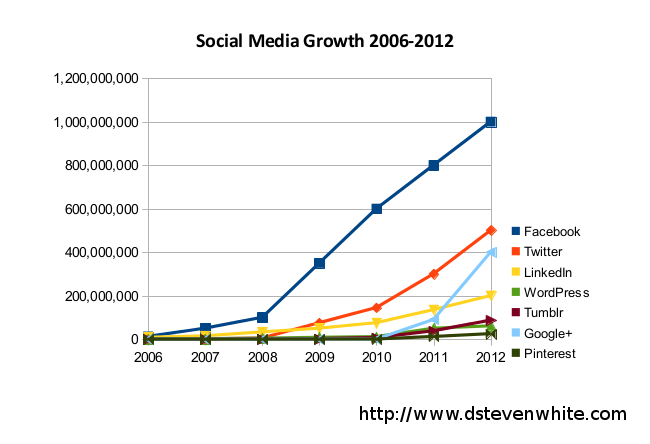 Social Media Growth 2006-2012
1,200,000,000
1,000,000,000
800,000,000
600,000,000
400,000,000
200,000,000
0
2006 2007 2008 2009 2010 2011 2012
Facebook
Twitter
LinkedIn
WordPress
Tumblr
Google+
Pinterest
http://www.dstevenwhite.com